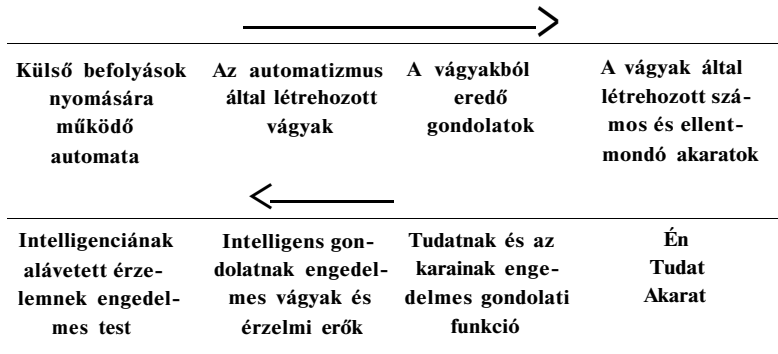 Külső befolyások
nyomására
működő
automata
Az automatizmus
által létrehozott
vágyak
A vágyakból
eredő
gondolatok
A vágyak által
létrehozott szá-
mos és ellent-
mondó akaratok
Intelligenciának
alávetett érze-
lemnek engedel-
mes test
Intelligens gon-
dolatnak engedel-
mes vágyak és
érzelmi erők
Tudatnak és az
karainak enge-
delmes gondolati
funkció
Én
Tudat
Akarat